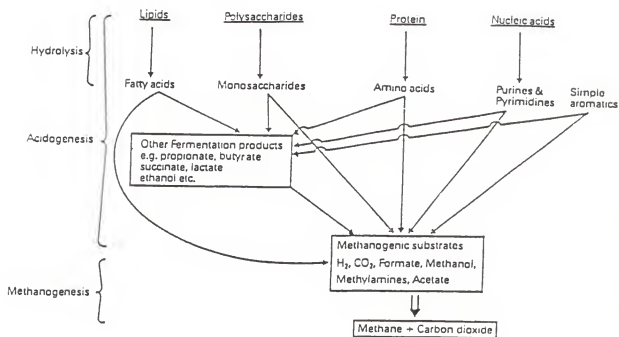 Lipids
Polysaccharides
Protein
Nucleic acids
Hydrolysis
Fatty acids
Monosaccharides
Amino acids
Purines &
Pyrimidines
Simple
aromatics
Acidogenesis
Other Fermentation products
e.g. propionate, butyrate
succinate, lactate
ethanol etc.
Methanogenic substrates
H₂, CO₂, Formate, Methanol,
Methylamines, Acetate
Methanogenesis
Methane + Carbon dioxide